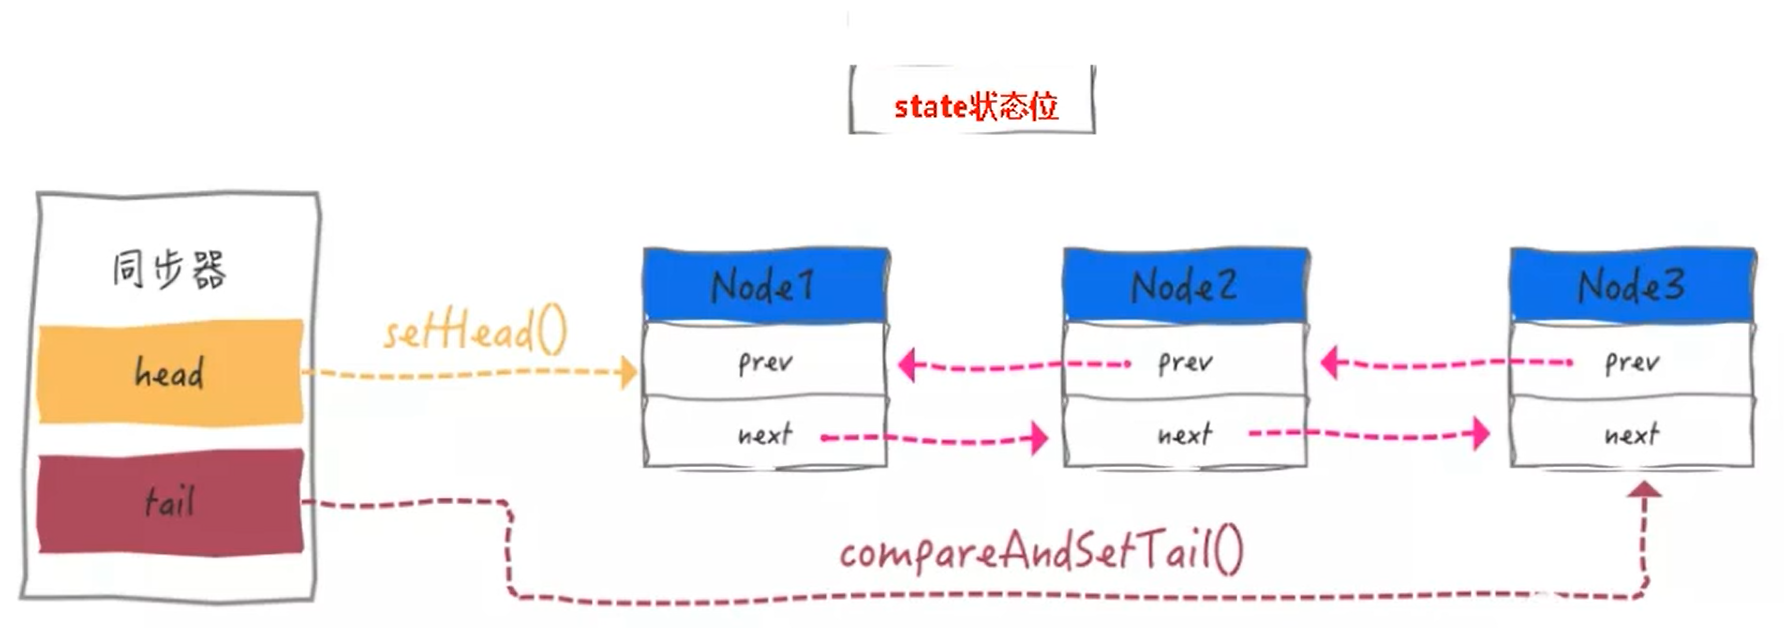 state状态位
同步器
head
tail
setHead()
Node1
prev
next
Node2
prev
next
Node3
prev
next
compareAndSetTail()